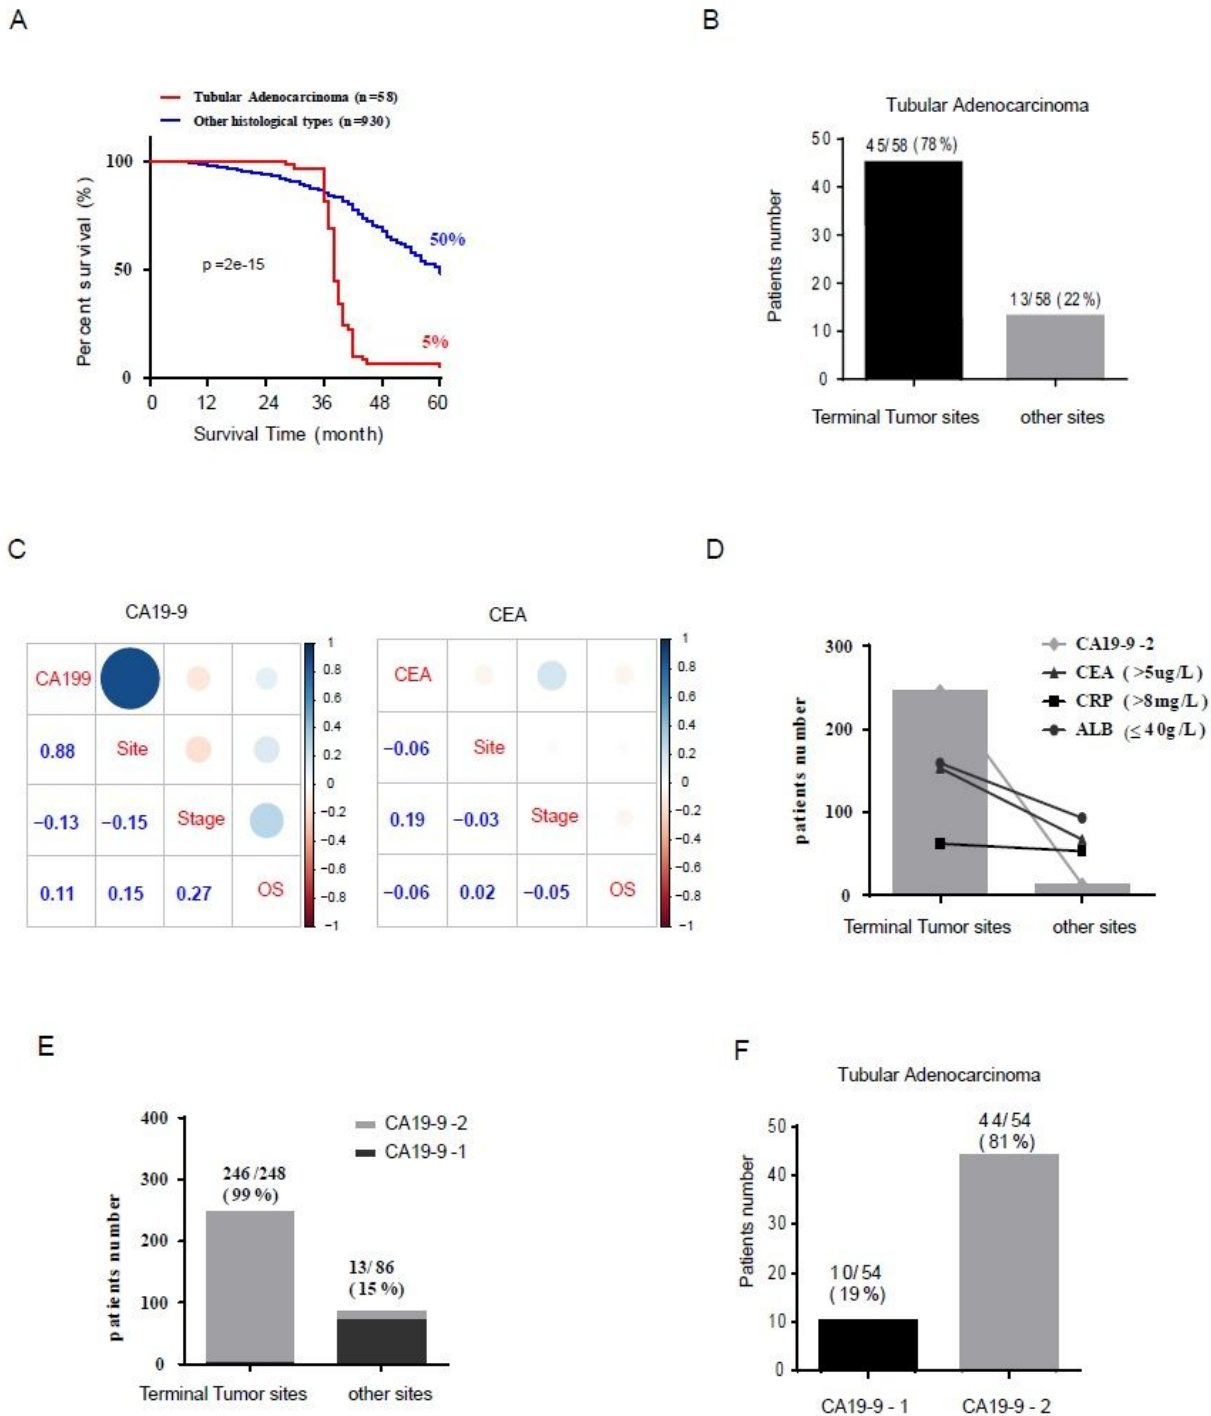 A
Tubular Adenocarcinoma (n=58)
Other histological types (n=930)
Percent survival (%)
100
50
0
p=2e-15
50%
5%
0 12 24 36 48 60
Survival Time (month)
B
Tubular Adenocarcinoma
Patients number
50
40
30
20
10
0
45/58 (78%)
13/58 (22%)
Terminal Tumor sites other sites
C
CA19-9
CA199
0.88 Site
−0.13 −0.15 Stage
0.11 0.15 0.27 OS
1
0.8
0.6
0.4
0.2
0
−0.2
−0.4
−0.6
−0.8
−1
CEA
CEA
−0.06 Site
0.19 −0.03 Stage
−0.06 0.02 −0.05 OS
1
0.8
0.6
0.4
0.2
0
−0.2
−0.4
−0.6
−0.8
−1
D
patients number
300
200
100
0
CA19-9-2
CEA (>5ug/L)
CRP (>8mg/L)
ALB (≤40g/L)
Terminal Tumor sites other sites
E
patients number
400
300
200
100
0
CA19-9-2
CA19-9-1
246/248
(99%)
13/86
(15%)
Terminal Tumor sites other sites
F
Tubular Adenocarcinoma
Patients number
50
40
30
20
10
0
10/54
(19%)
44/54
(81%)
CA19-9-1 CA19-9-2